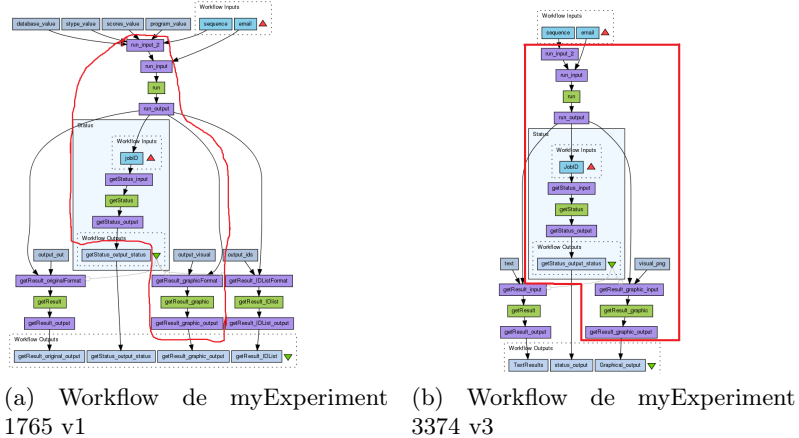 Workflow Inputs
database_value stype_value scores_value program_value sequence email
run_input_2
run_input
run
run_output
Status
Workflow Inputs
jobID
getStatus_input
getStatus
getStatus_output
Workflow Outputs
output_out getStatus_output_status output_visual output_ids
getResult_originalFormat getResult_graphicFormat getResult_IDListFormat
getResult getResult_graphic getResult_IDlist
getResult_output getResult_graphic_output getResult_IDList_output
Workflow Outputs
getResult_original_output getStatus_output_status getResult_graphic_output getResult_IDList
(a) Workflow de myExperiment
1765 v1
Workflow Inputs
sequence email
run_input_2
run_input
run
run_output
Status
Workflow Inputs
JobID
getStatus_input
getStatus
getStatus_output
Workflow Outputs
text getStatus_output_status visual_png
getResult_input getResult_graphic_input
getResult getResult_graphic
getResult_output getResult_graphic_output
Workflow Outputs
TextResults status_output Graphical_output
(b) Workflow de myExperiment
3374 v3